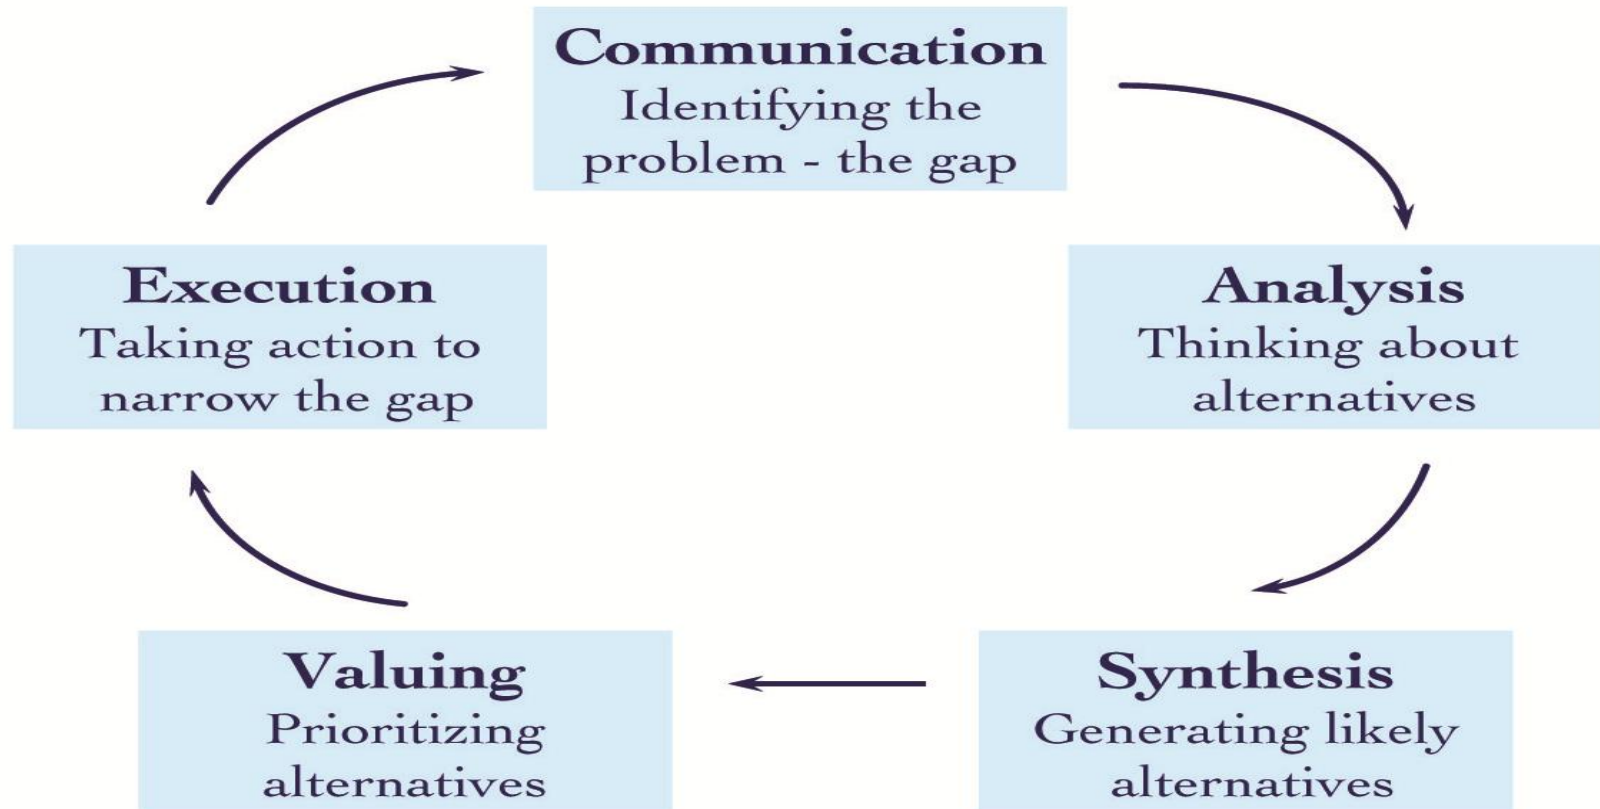 Communication
Identifying the
problem - the gap
Analysis
Thinking about
alternatives
Synthesis
Generating likely
alternatives
Valuing
Prioritizing
alternatives
Execution
Taking action to
narrow the gap